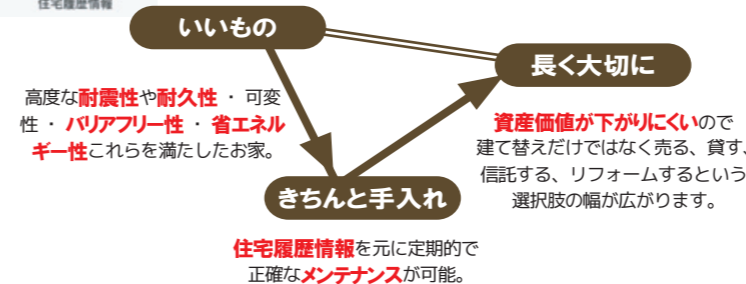 住宅履歴情報
いいもの
長く大切に
高度な耐震性や耐久性・可変
性・バリアフリー性・省エネル
ギー性これらを満たしたお家。
資産価値が下がりにくいので
建て替えだけではなく売る、貸す、
信託する、リフォームするという
選択肢の幅が広がります。
きちんと手入れ
住宅履歴情報を元に定期的で
正確なメンテナンスが可能。